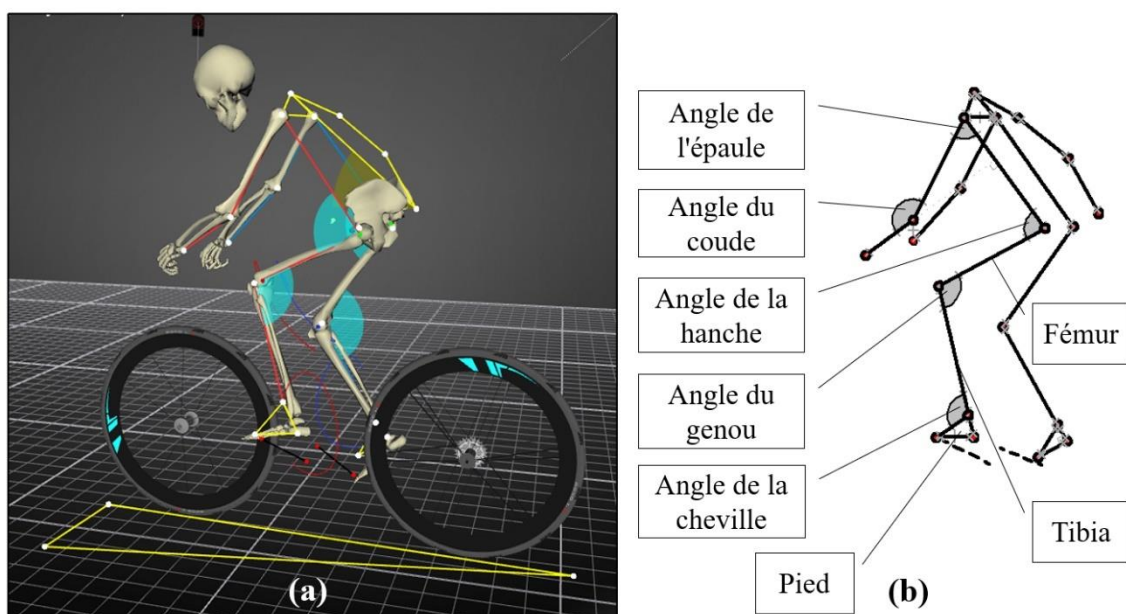 Angle de
l'épaule
Angle du
coude
Angle de la
hanche
Fémur
Angle du
genou
Angle de la
cheville
Tibia
Pied
(a)
(b)